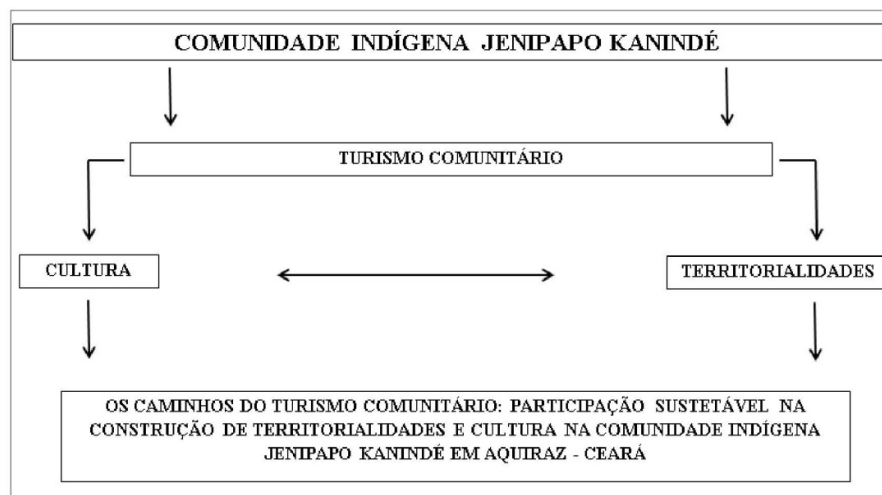 COMUNIDADE INDÍGENA JENIPAPO KANINDÉ
TURISMO COMUNITÁRIO
CULTURA
TERRITORIALIDADES
OS CAMINHOS DO TURISMO COMUNITÁRIO: PARTICIPAÇÃO SUSTETÁVEL NA
CONSTRUÇÃO DE TERRITORIALIDADES E CULTURA NA COMUNIDADE INDÍGENA
JENIPAPO KANINDÉ EM AQUIRAZ - CEARÁ